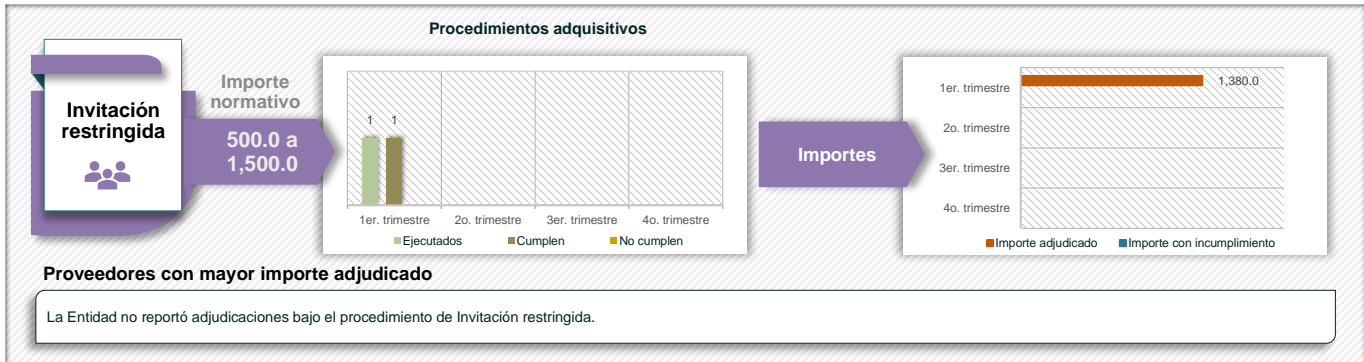 Procedimientos adquisitivos
Invitación
restringida
Importe
normativo
500.0 a
1,500.0
1 1
1er. trimestre 2o. trimestre 3er. trimestre 4o. trimestre
Ejecutados Cumplen No cumplen
Importes
1er. trimestre
1,380.0
2o. trimestre
3er. trimestre
4o. trimestre
Importe adjudicado Importe con incumplimiento
Proveedores con mayor importe adjudicado
La Entidad no reportó adjudicaciones bajo el procedimiento de Invitación restringida.